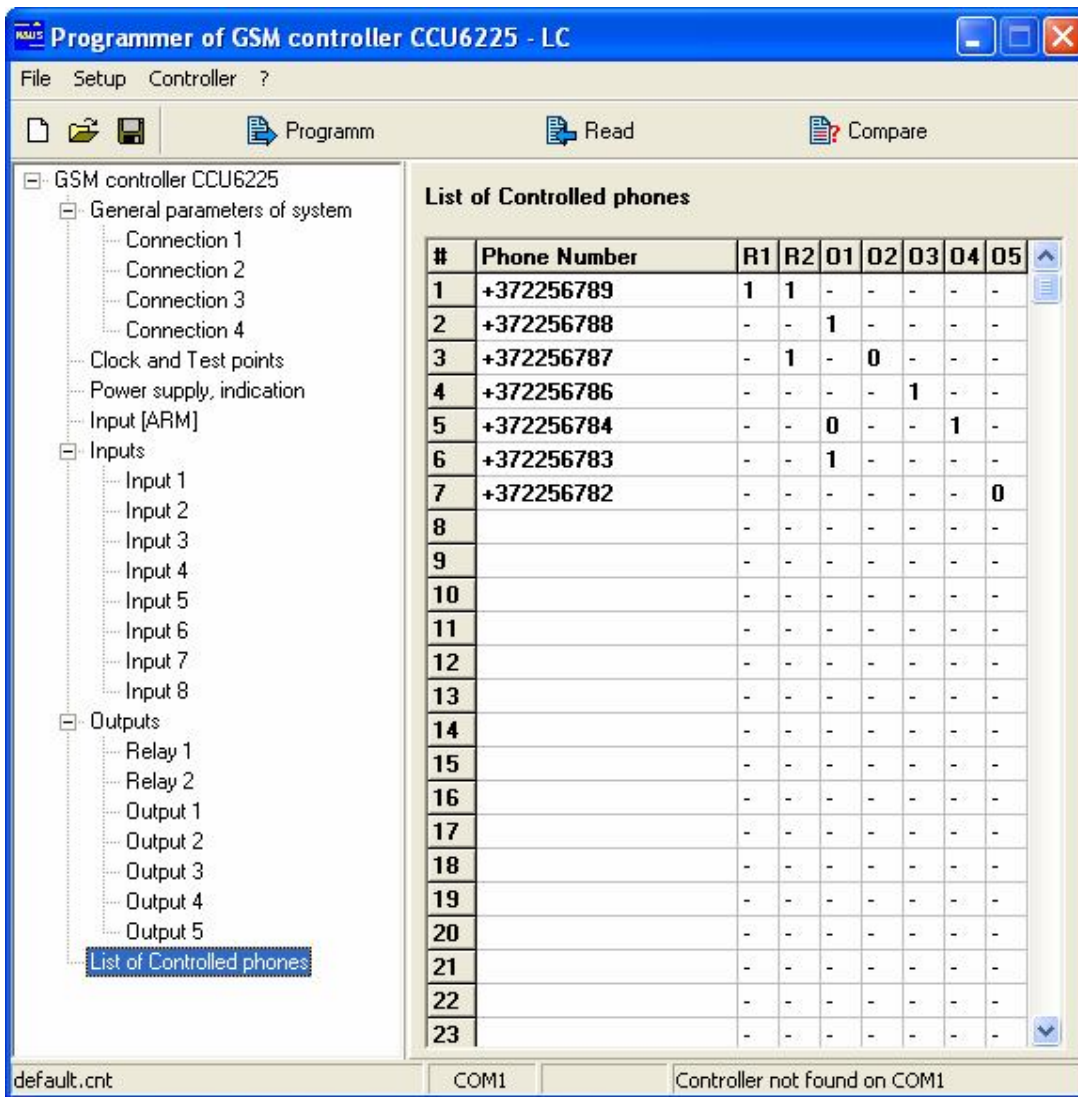 Programmer of GSM controller CCU6225 - LC
File Setup Controller ?
Programm Read Compare
GSM controller CCU6225
General parameters of system
Connection 1
Connection 2
Connection 3
Connection 4
Clock and Test points
Power supply, indication
Input [ARM]
Inputs
Input 1
Input 2
Input 3
Input 4
Input 5
Input 6
Input 7
Input 8
Outputs
Relay 1
Relay 2
Output 1
Output 2
Output 3
Output 4
Output 5
List of Controlled phones
List of Controlled phones
# Phone Number R1 R2 O1 O2 O3 O4 O5
1 +372256789 1 1 - - - - -
2 +372256788 - - 1 - - - -
3 +372256787 - 1 - 0 - - -
4 +372256786 - - - - 1 - -
5 +372256784 - - 0 - - 1 -
6 +372256783 - - 1 - - - -
7 +372256782 - - - - - - 0
8 - - - - - - -
9 - - - - - - -
10 - - - - - - -
11 - - - - - - -
12 - - - - - - -
13 - - - - - - -
14 - - - - - - -
15 - - - - - - -
16 - - - - - - -
17 - - - - - - -
18 - - - - - - -
19 - - - - - - -
20 - - - - - - -
21 - - - - - - -
22 - - - - - - -
23 - - - - - - -
default.cnt COM1 Controller not found on COM1